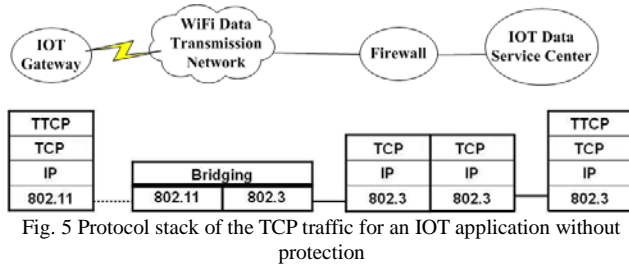 IOT
Gateway
WiFi Data
Transmission
Network
Firewall
IOT Data
Service Center
TTCP
TCP
IP
802.11
Bridging
802.11 802.3
TCP TCP
IP IP
802.3 802.3
TTCP
TCP
IP
802.3
Fig. 5 Protocol stack of the TCP traffic for an IOT application without
protection